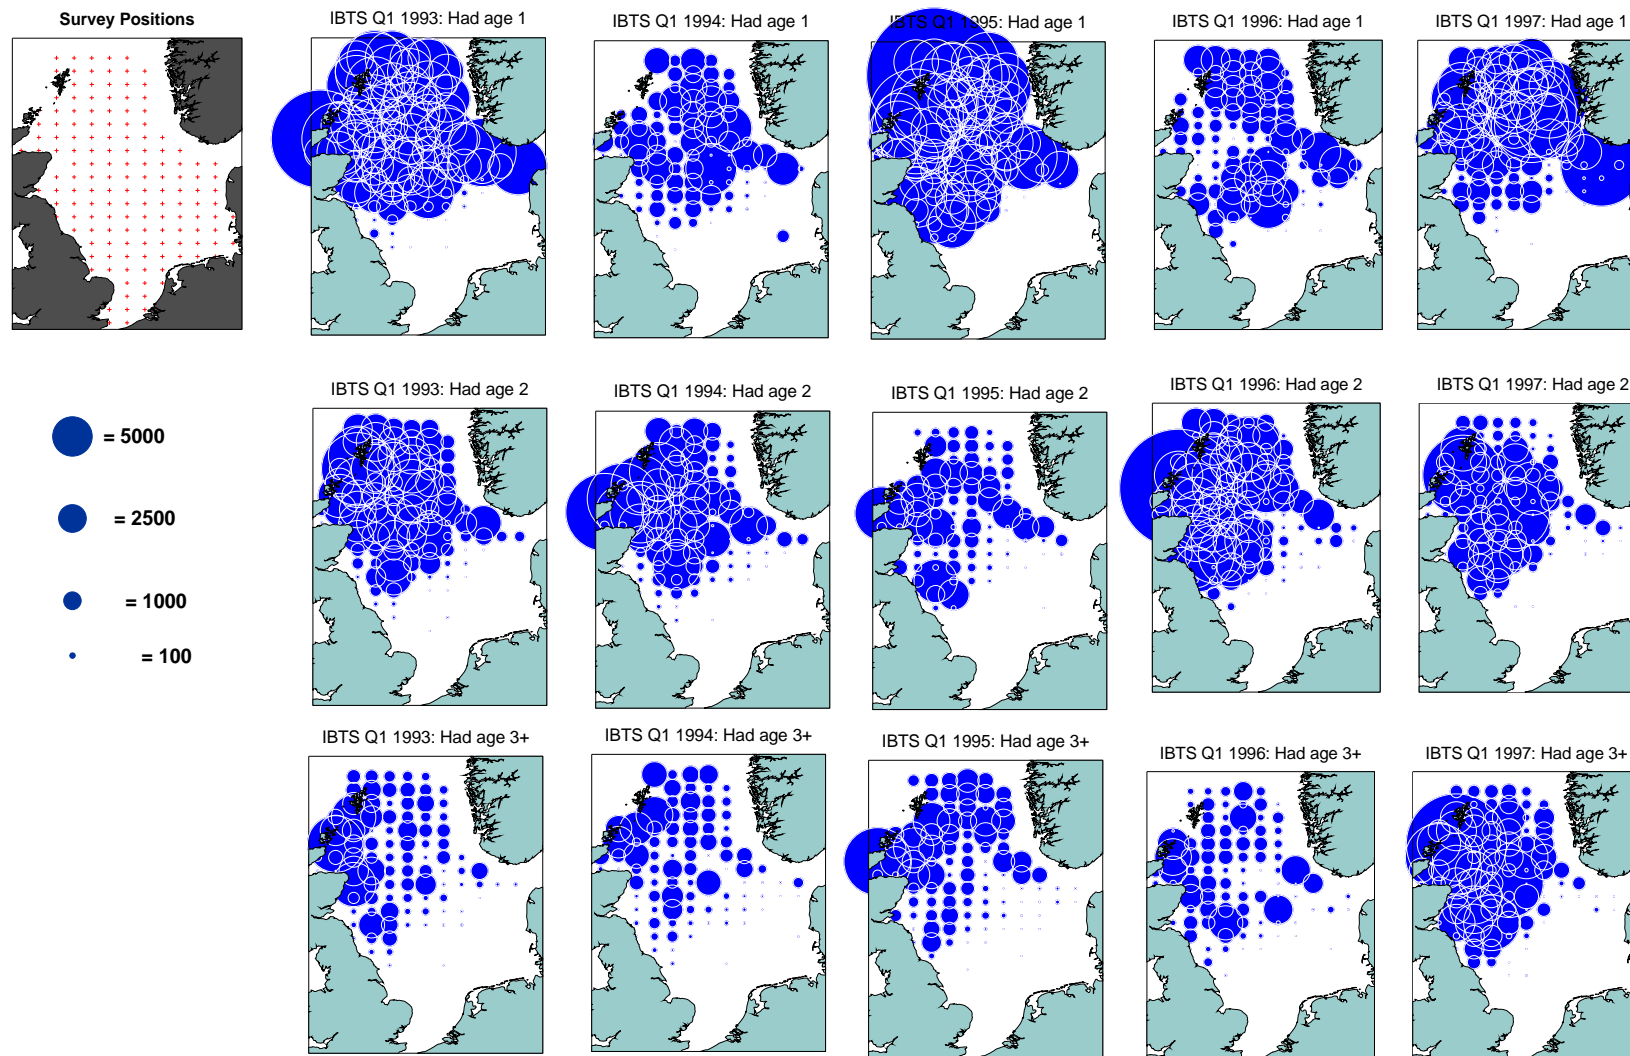 Survey Positions
IBTS Q1 1993: Had age 1
IBTS Q1 1994: Had age 1
IBTS Q1 1995: Had age 1
IBTS Q1 1996: Had age 1
IBTS Q1 1997: Had age 1
= 5000
= 2500
= 1000
= 100
IBTS Q1 1993: Had age 2
IBTS Q1 1994: Had age 2
IBTS Q1 1995: Had age 2
IBTS Q1 1996: Had age 2
IBTS Q1 1997: Had age 2
IBTS Q1 1993: Had age 3+
IBTS Q1 1994: Had age 3+
IBTS Q1 1995: Had age 3+
IBTS Q1 1996: Had age 3+
IBTS Q1 1997: Had age 3+